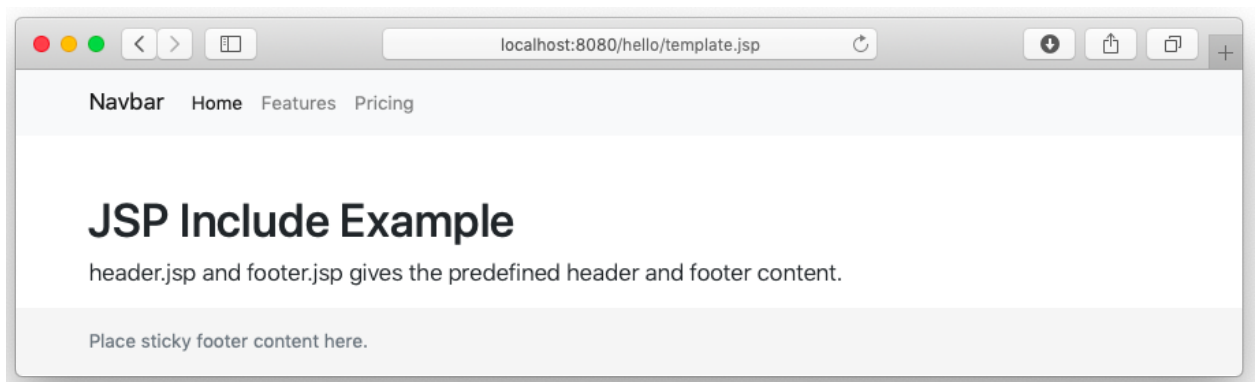 localhost:8080/hello/template.jsp
Navbar Home Features Pricing
JSP Include Example
header.jsp and footer.jsp gives the predefined header and footer content.
Place sticky footer content here.